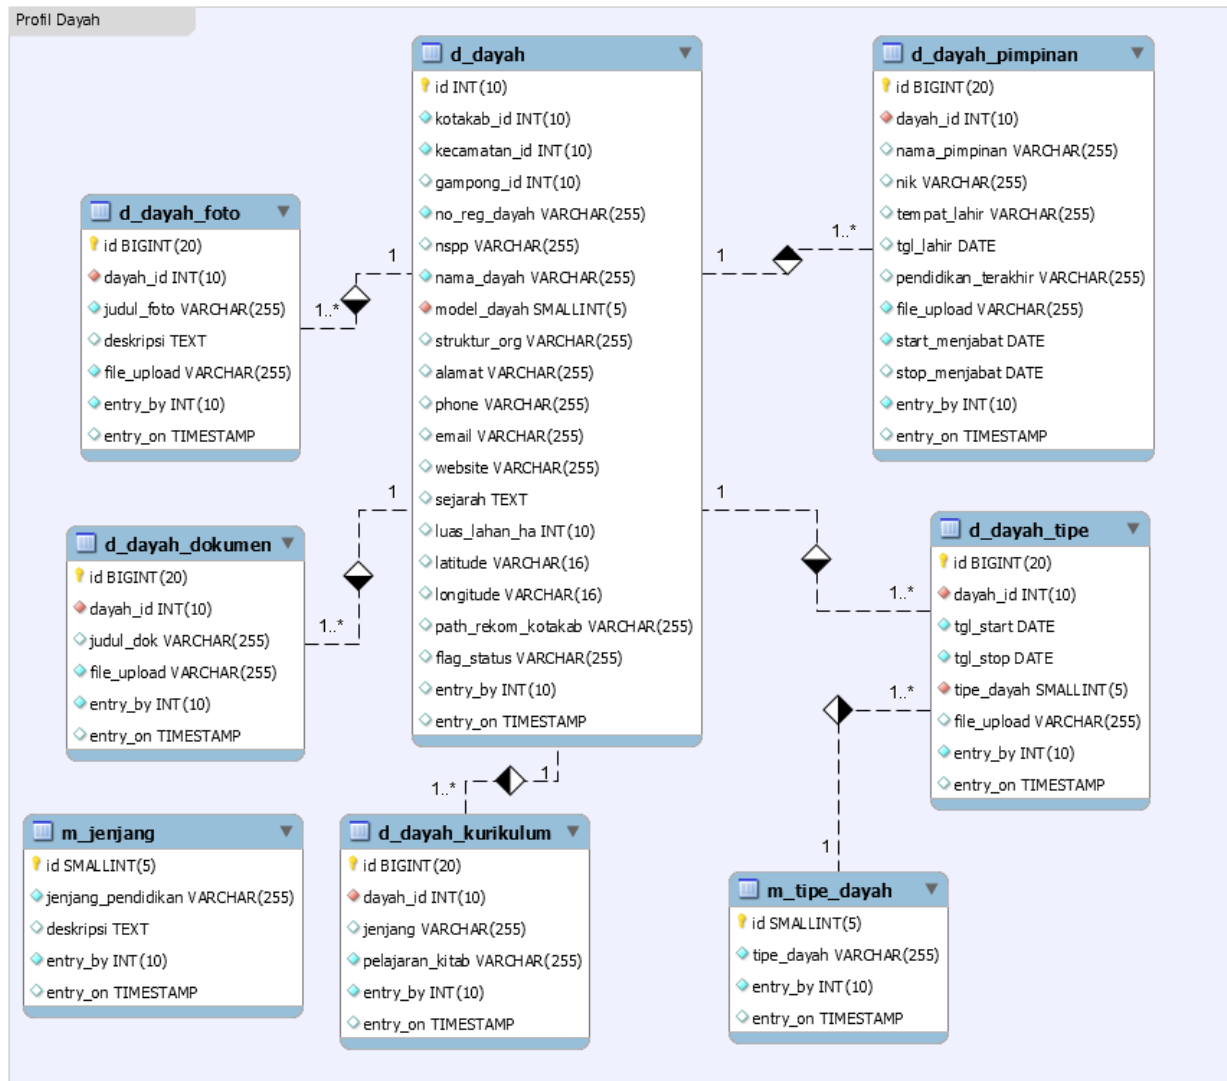 Profil Dayah
d_dayah
id INT(10)
kotakab_id INT(10)
kecamatan_id INT(10)
gampong_id INT(10)
no_reg_dayah VARCHAR(255)
nspp VARCHAR(255)
nama_dayah VARCHAR(255)
model_dayah SMALLINT(5)
struktur_org VARCHAR(255)
alamat VARCHAR(255)
phone VARCHAR(255)
email VARCHAR(255)
website VARCHAR(255)
sejarah TEXT
luas_lahan_ha INT(10)
latitude VARCHAR(16)
longitude VARCHAR(16)
path_rekom_kotakab VARCHAR(255)
flag_status VARCHAR(255)
entry_by INT(10)
entry_on TIMESTAMP
d_dayah_pimpinan
id BIGINT(20)
dayah_id INT(10)
nama_pimpinan VARCHAR(255)
nik VARCHAR(255)
tempat_lahir VARCHAR(255)
tgl_lahir DATE
pendidikan_terakhir VARCHAR(255)
file_upload VARCHAR(255)
start_menjabat DATE
stop_menjabat DATE
entry_by INT(10)
entry_on TIMESTAMP
1
1..*
d_dayah_foto
id BIGINT(20)
dayah_id INT(10)
judul_foto VARCHAR(255)
deskripsi TEXT
file_upload VARCHAR(255)
entry_by INT(10)
entry_on TIMESTAMP
1
1..*
d_dayah_dokumen
id BIGINT(20)
dayah_id INT(10)
judul_dok VARCHAR(255)
file_upload VARCHAR(255)
entry_by INT(10)
entry_on TIMESTAMP
1
1..*
d_dayah_tipe
id BIGINT(20)
dayah_id INT(10)
tgl_start DATE
tgl_stop DATE
tipe_dayah SMALLINT(5)
file_upload VARCHAR(255)
entry_by INT(10)
entry_on TIMESTAMP
1
1..*
1..*
1
m_jenjang
id SMALLINT(5)
jenjang_pendidikan VARCHAR(255)
deskripsi TEXT
entry_by INT(10)
entry_on TIMESTAMP
1..*
1
d_dayah_kurikulum
id BIGINT(20)
dayah_id INT(10)
jenjang VARCHAR(255)
pelajaran_kitab VARCHAR(255)
entry_by INT(10)
entry_on TIMESTAMP
m_tipe_dayah
id SMALLINT(5)
tipe_dayah VARCHAR(255)
entry_by INT(10)
entry_on TIMESTAMP